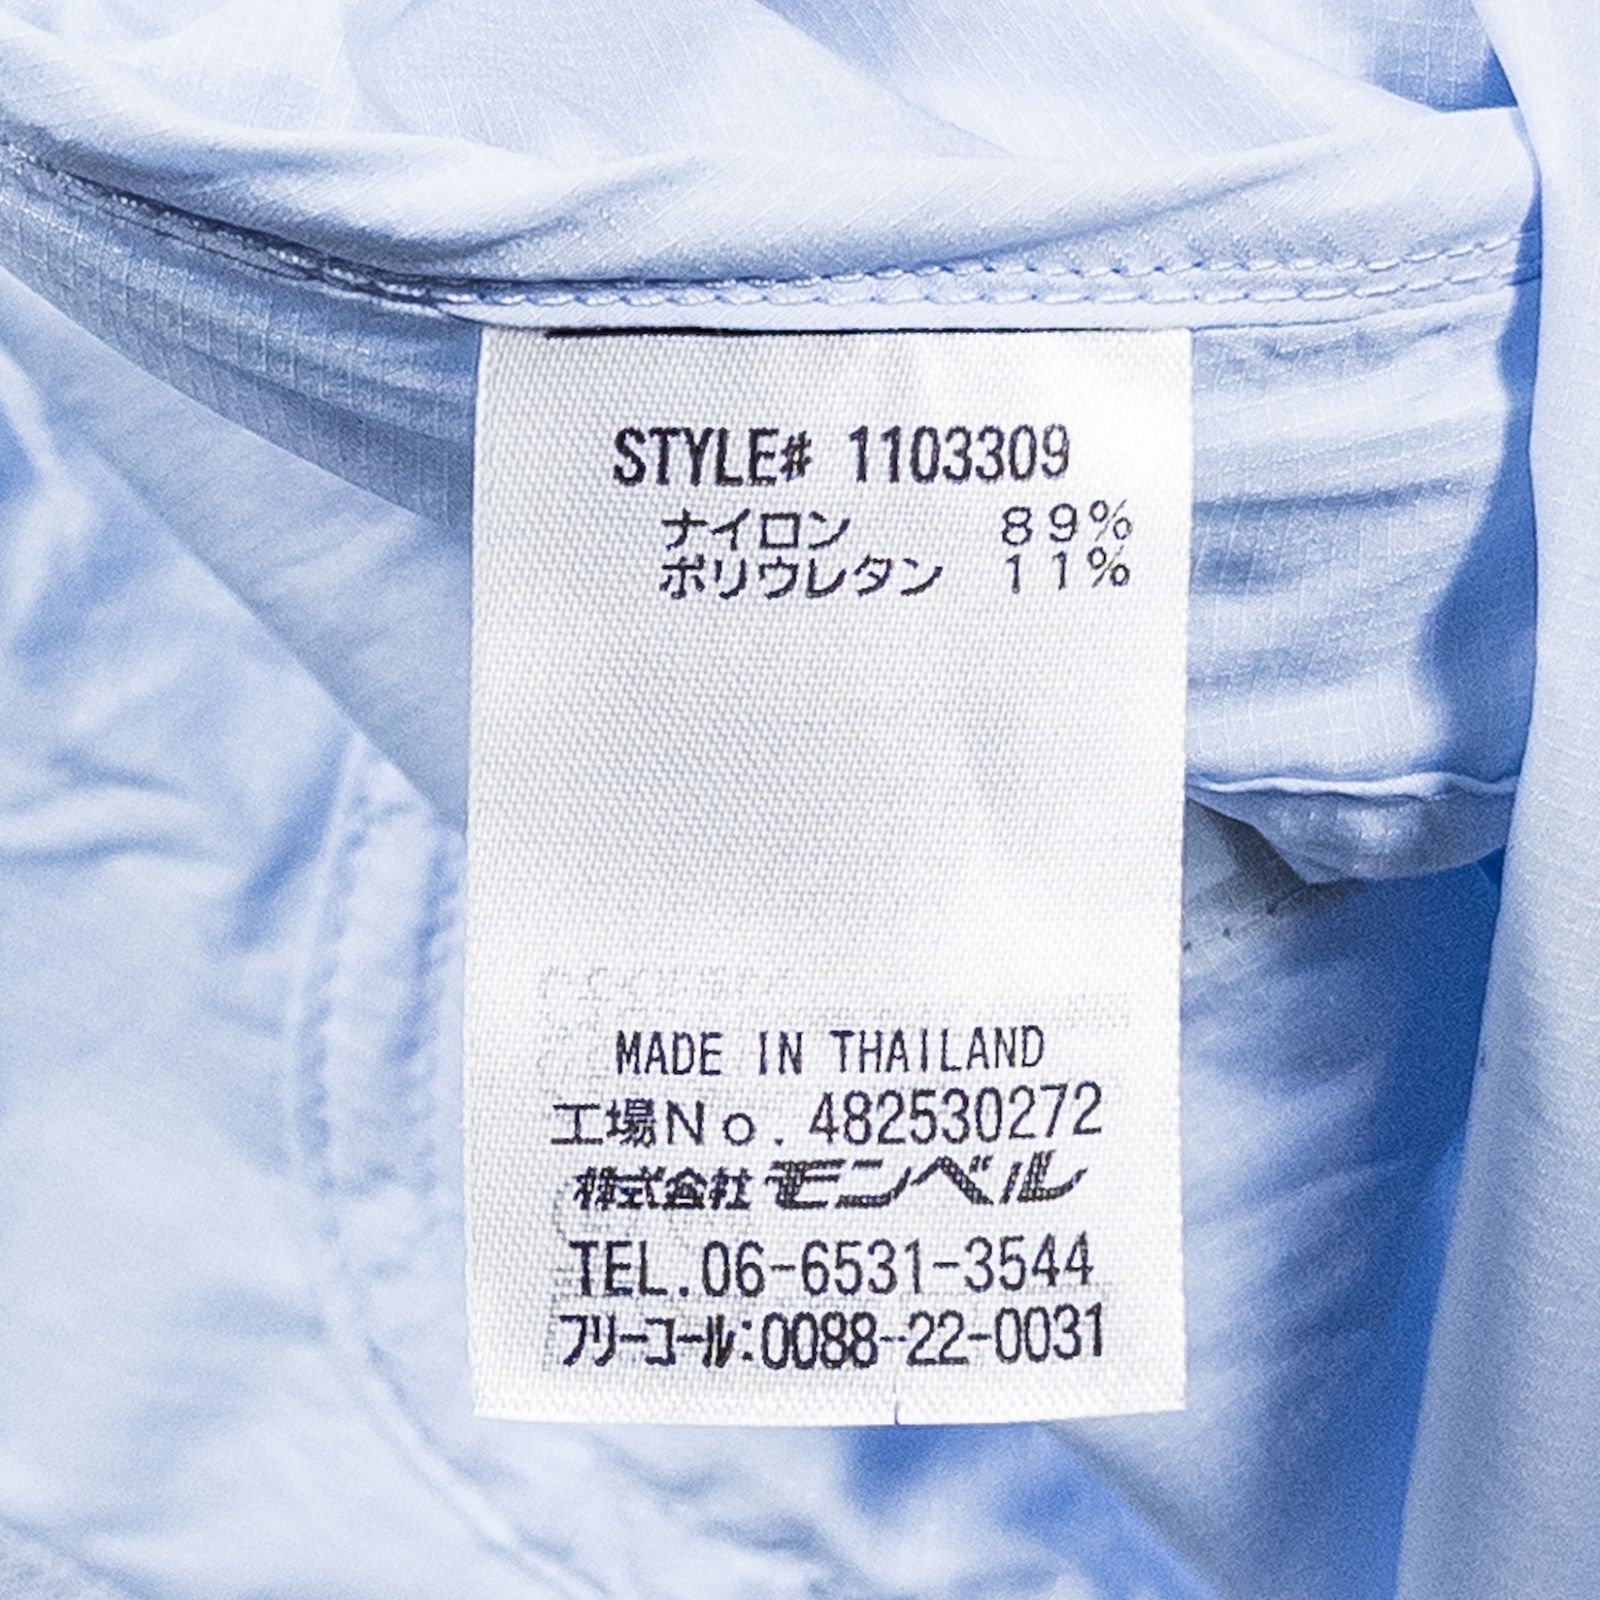 STYLE# 1103309
ナイロン 89%
ポリウレタン 11%
MADE IN THAILAND
工場No.482530272
株式会社モンベル
TEL.06-6531-3544
フリーコール:0088-22-0031